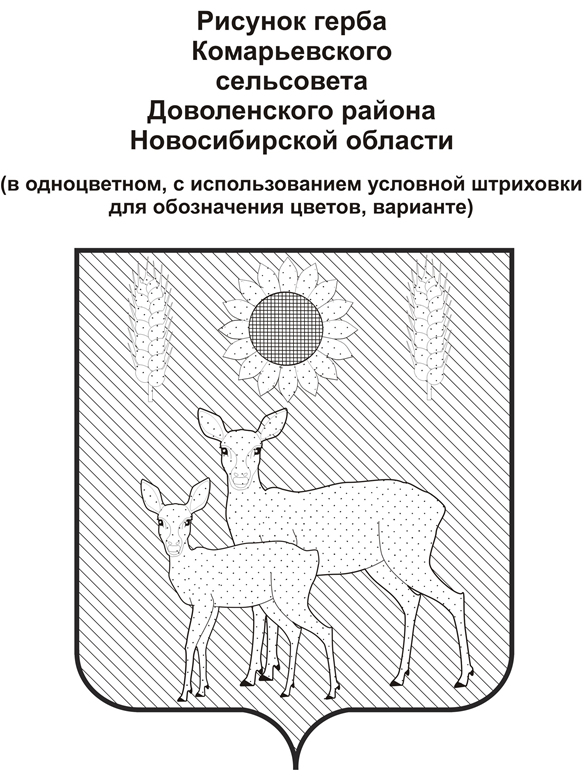 Рисунок герба
Комарьевского
сельсовета
Доволенского района
Новосибирской области
(в одноцветном, с использованием условной штриховки
для обозначения цветов, варианте)